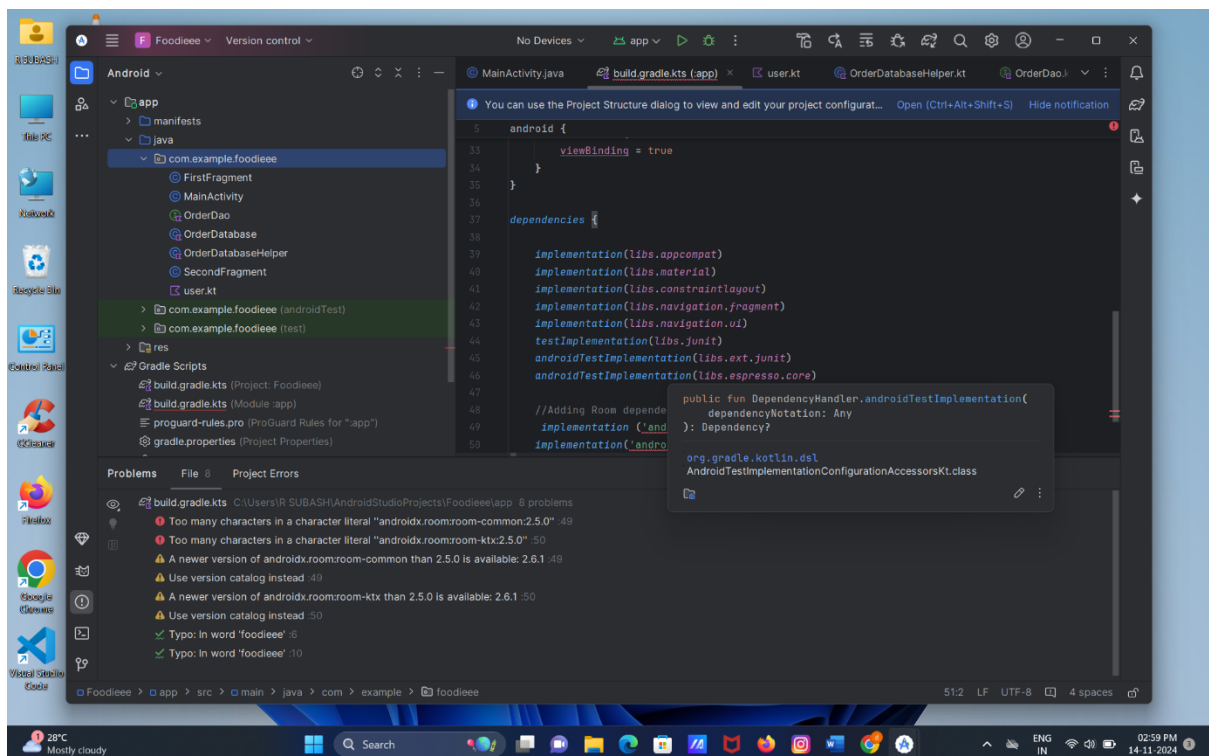 R SUBASH
This PC
Network
Recycle Bin
Control Panel
CCleaner
Firefox
Google Chrome
Visual Studio Code
F Foodieee Version control No Devices app
Android
app
manifests
java
com.example.foodieee
FirstFragment
MainActivity
OrderDao
OrderDatabase
OrderDatabaseHelper
SecondFragment
user.kt
com.example.foodieee (androidTest)
com.example.foodieee (test)
res
Gradle Scripts
build.gradle.kts (Project: Foodieee)
build.gradle.kts (Module :app)
proguard-rules.pro (ProGuard Rules for ":app")
gradle.properties (Project Properties)
MainActivity.java build.gradle.kts (:app) user.kt OrderDatabaseHelper.kt OrderDao.k
You can use the Project Structure dialog to view and edit your project configurat... Open (Ctrl+Alt+Shift+S) Hide notification
5 android {
33 viewBinding = true
34 }
35 }
36
37 dependencies {
38
39 implementation(libs.appcompat)
40 implementation(libs.material)
41 implementation(libs.constraintlayout)
42 implementation(libs.navigation.fragment)
43 implementation(libs.navigation.ui)
44 testImplementation(libs.junit)
45 androidTestImplementation(libs.ext.junit)
46 androidTestImplementation(libs.espresso.core)
47
48 //Adding Room depende
49 implementation ('and
50 implementation('andro
public fun DependencyHandler.androidTestImplementation(
dependencyNotation: Any
): Dependency?
org.gradle.kotlin.dsl
AndroidTestImplementationConfigurationAccessorsKt.class
Problems File 8 Project Errors
build.gradle.kts C:\Users\R SUBASH\AndroidStudioProjects\Foodieee\app 8 problems
Too many characters in a character literal "androidx.room:room-common:2.5.0" :49
Too many characters in a character literal "androidx.room:room-ktx:2.5.0" :50
A newer version of androidx.room:room-common than 2.5.0 is available: 2.6.1 :49
Use version catalog instead :49
A newer version of androidx.room:room-ktx than 2.5.0 is available: 2.6.1 :50
Use version catalog instead :50
Typo: In word 'foodieee' :6
Typo: In word 'foodieee' :10
Foodieee > app > src > main > java > com > example > foodieee 51:2 LF UTF-8 4 spaces
1 28°C
Mostly cloudy
Search
ENG
IN
02:59 PM
14-11-2024
3